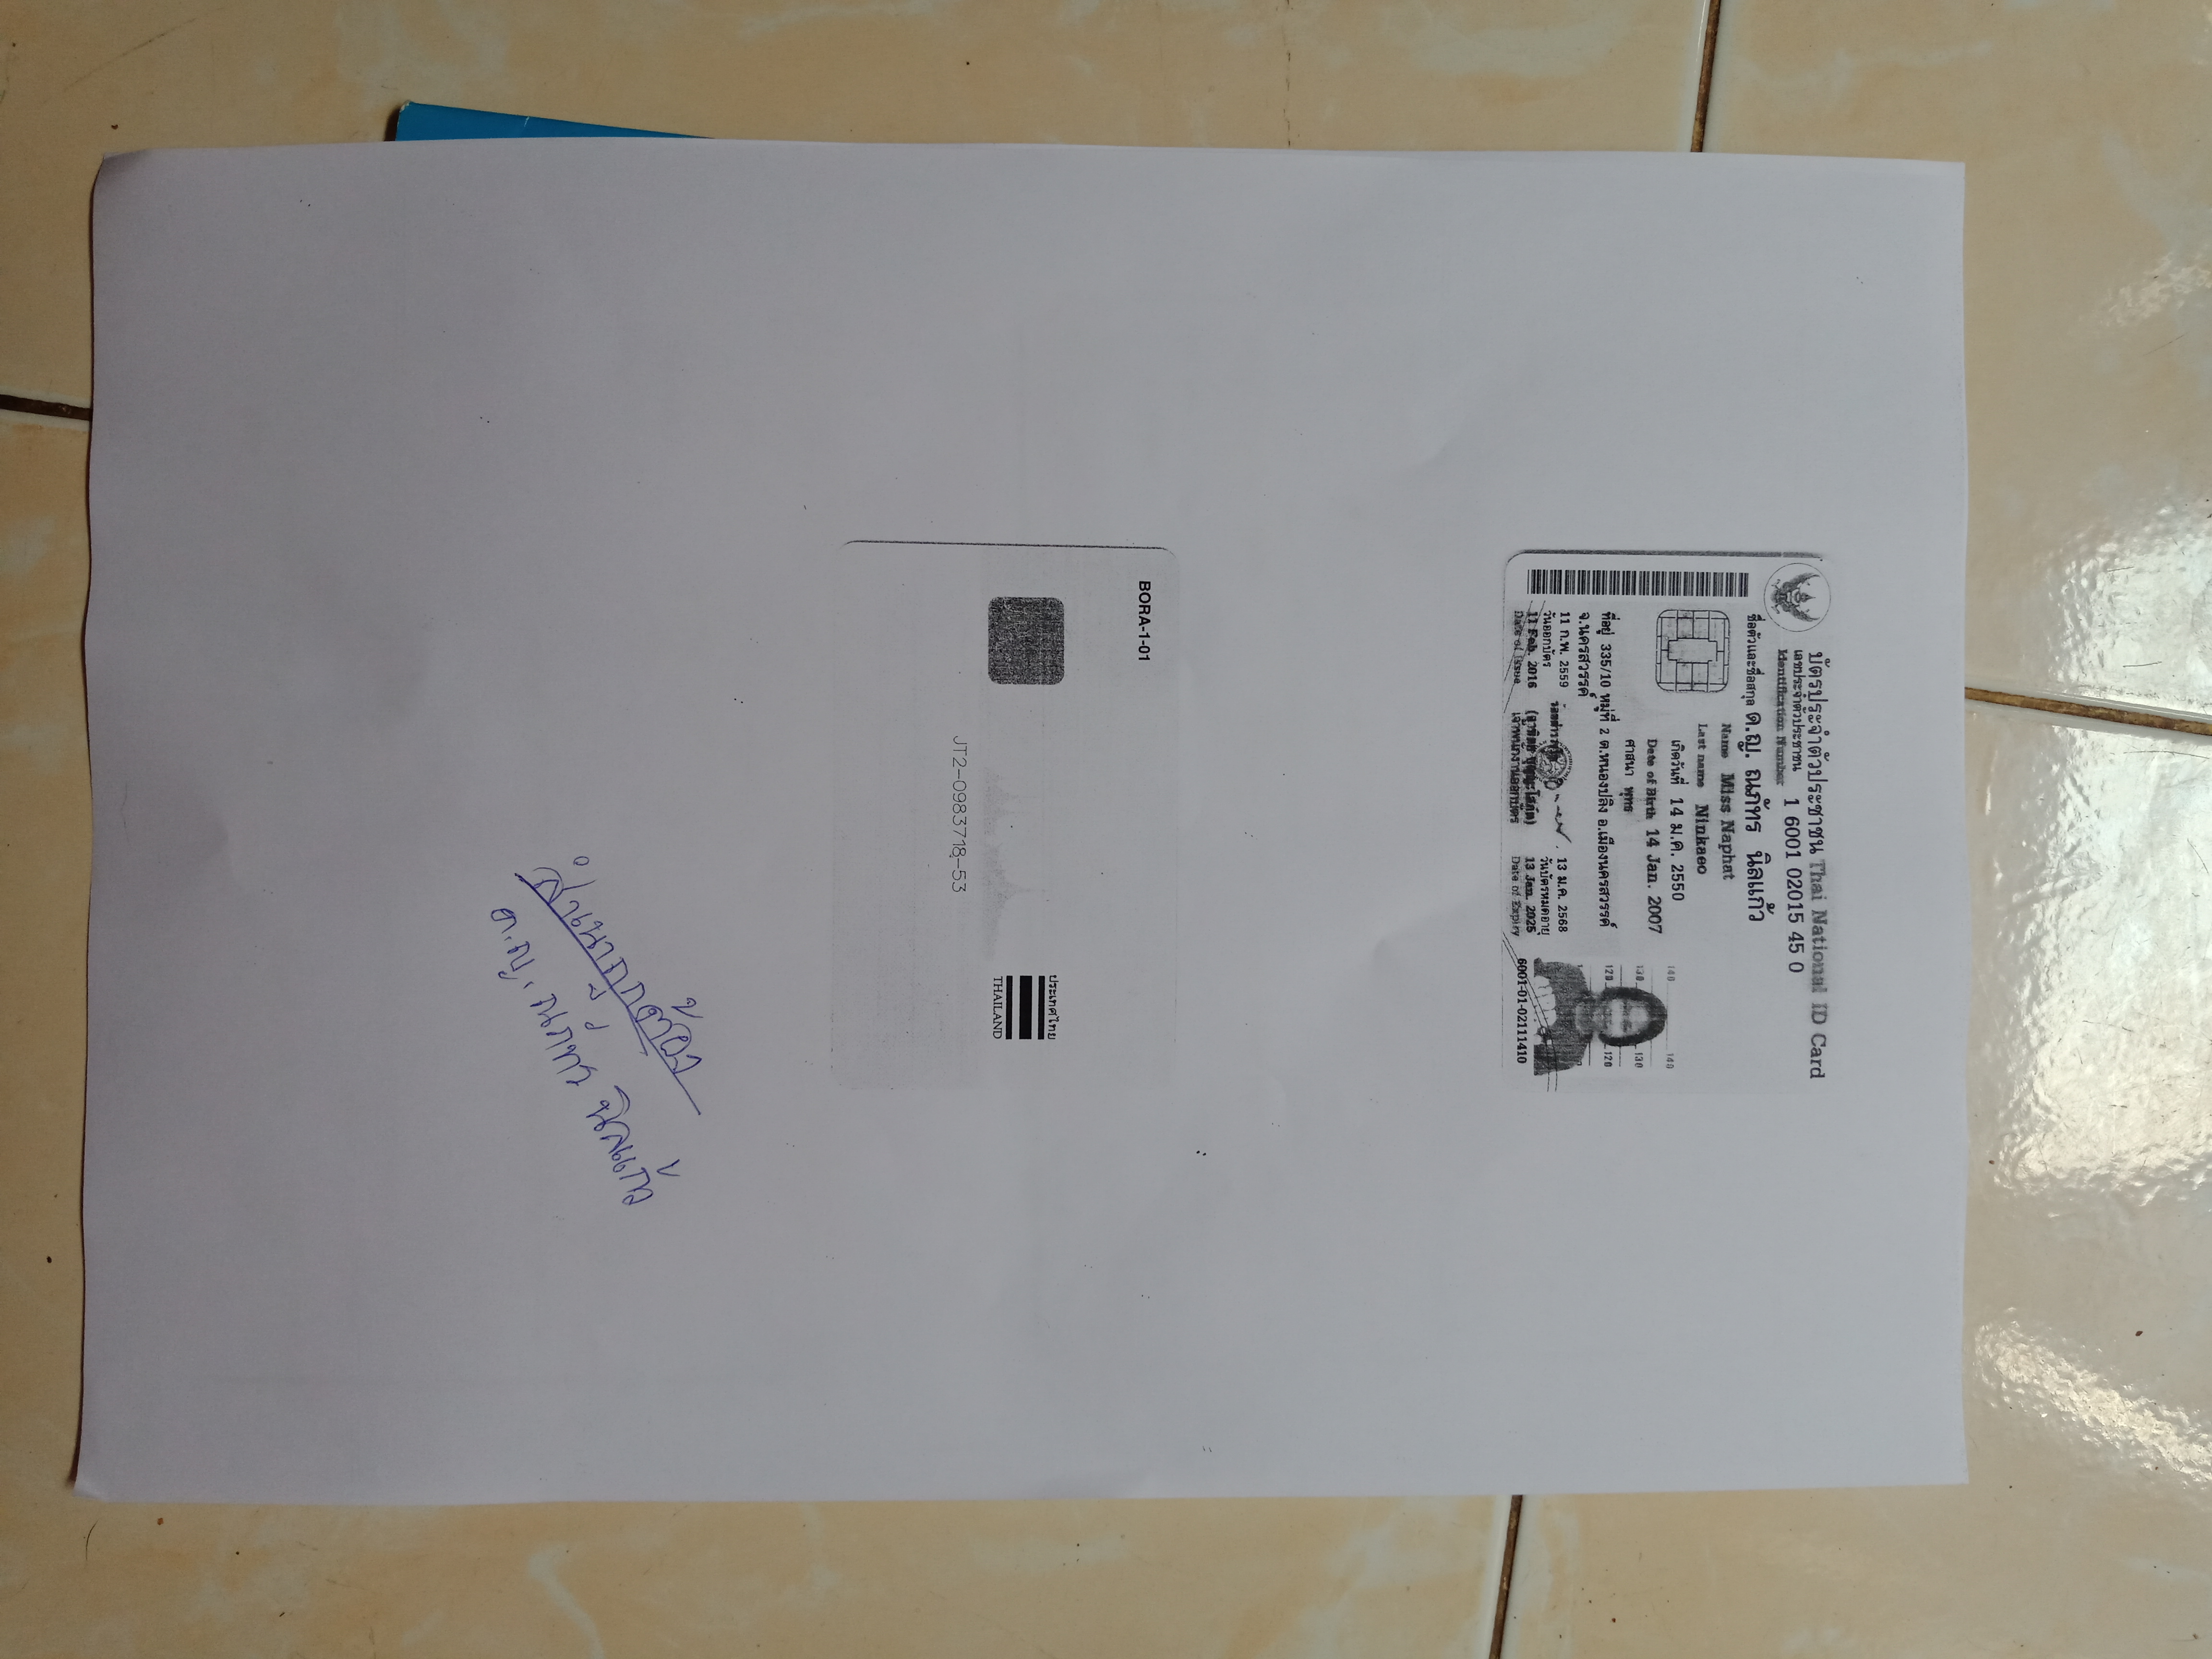 บัตรประจำตัวประชาชน Thai National ID Card
เลขประจำตัวประชาชน
Identification Number 1 6001 02015 45 0
ชื่อตัวและชื่อสกุล ด.ญ. ณภัทร นิลแก้ว
Name Miss Naphat
Last name Ninkaeo
เกิดวันที่ 14 ม.ค. 2550
Date of Birth 14 Jan. 2007
ศาสนา พุทธ
ที่อยู่ 335/10 หมู่ที่ 2 ต.หนองปลิง อ.เมืองนครสวรรค์
จ.นครสวรรค์
140 140
130 130
120 120
11 ก.พ. 2559 13 ม.ค. 2568
วันออกบัตร วันบัตรหมดอายุ
11 Feb. 2016 13 Jan. 2025
Date of Issue เจ้าพนักงานออกบัตร Date of Expiry
6001-01-02111410
BORA-1-01
ประเทศไทย
THAILAND
JT2-0983718-53
สำเนาถูกต้อง
ด.ญ. ณภัทร นิลแก้ว